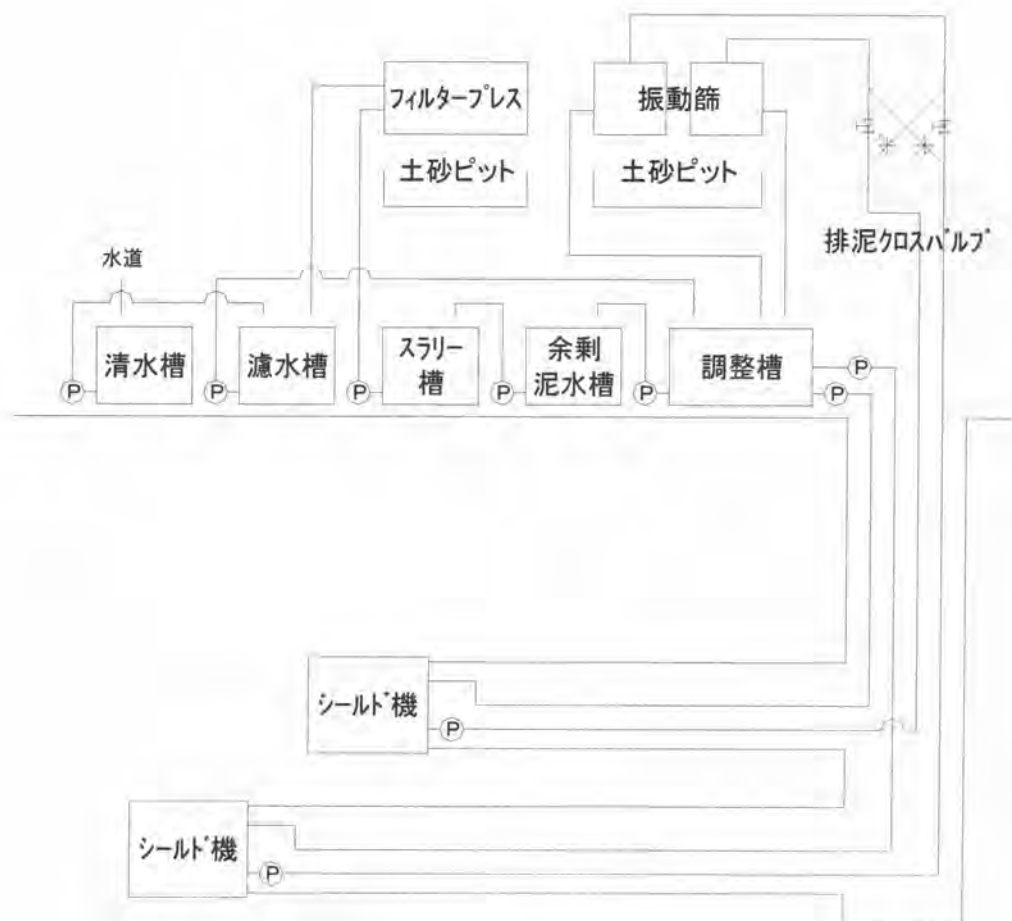 フィルタープレス
振動篩
土砂ピット
土砂ピット
排泥クロスバルブ
水道
清水槽
濾水槽
スラリー
槽
余剰
泥水槽
調整槽
P
P
P
P
P
P
P
シールド機
P
シールド機
P